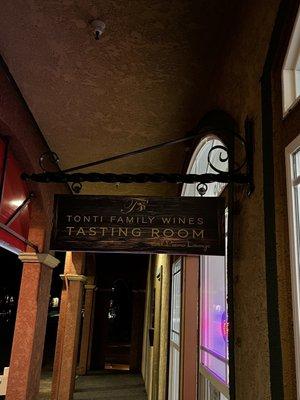 TONTI FAMILY WINES
TASTING ROOM